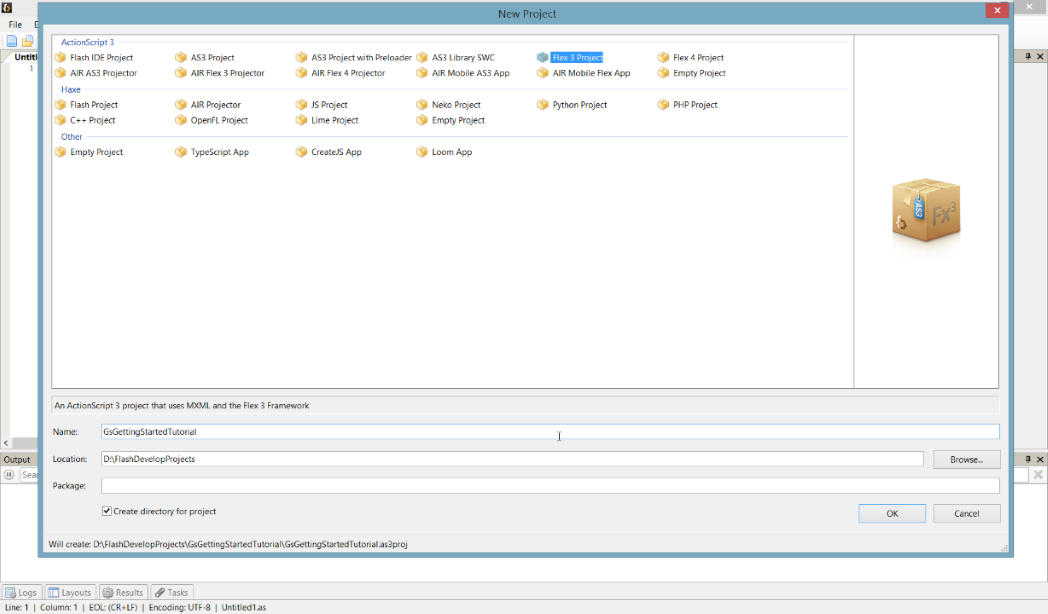 New Project
File
Untitl
1
ActionScript 3
Flash IDE Project AS3 Project AS3 Project with Preloader AS3 Library SWC Flex 3 Project Flex 4 Project
AIR AS3 Projector AIR Flex 3 Projector AIR Flex 4 Projector AIR Mobile AS3 App AIR Mobile Flex App Empty Project
Haxe
Flash Project AIR Projector JS Project Neko Project Python Project PHP Project
C++ Project OpenFL Project Lime Project Empty Project
Other
Empty Project TypeScript App CreateJS App Loom App
AS3 Fx3
An ActionScript 3 project that uses MXML and the Flex 3 Framework
Name: GsGettingStartedTutorial
Location: D:\FlashDevelopProjects Browse...
Package:
Create directory for project
OK Cancel
Will create: D:\FlashDevelopProjects\GsGettingStartedTutorial\GsGettingStartedTutorial.as3proj
Output
Sear
Logs Layouts Results Tasks
Line: 1 | Column: 1 | EOL: (CR+LF) | Encoding: UTF-8 | Untitled1.as